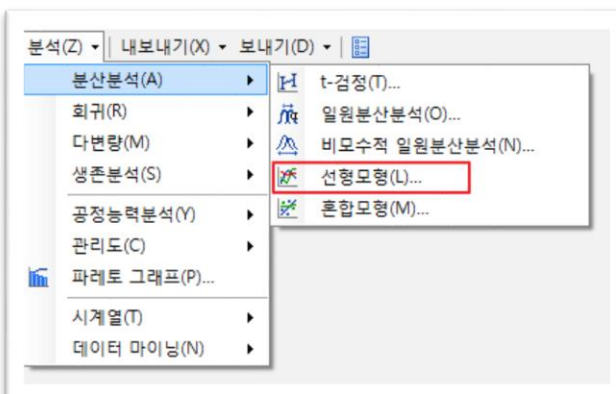 분석(Z) 내보내기(X) 보내기(D)
분산분석(A)
회귀(R)
다변량(M)
생존분석(S)
공정능력분석(Y)
관리도(C)
파레토 그래프(P)...
시계열(T)
데이터 마이닝(N)
t-검정(T)...
일원분산분석(O)...
비모수적 일원분산분석(N)...
선형모형(L)...
혼합모형(M)...